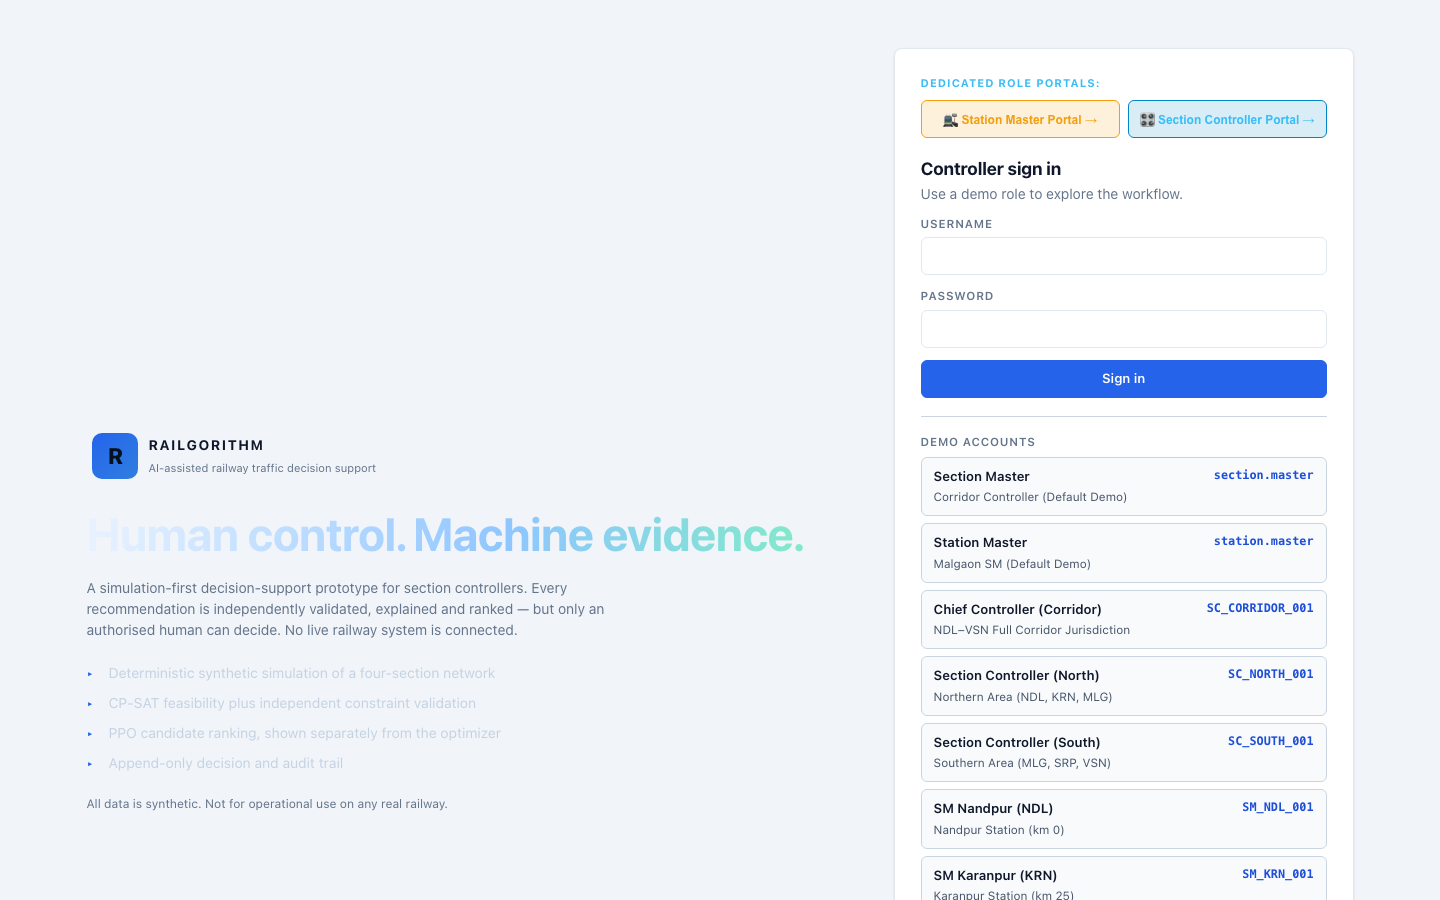 R
RAILGORITHM
AI-assisted railway traffic decision support
Human control. Machine evidence.
A simulation-first decision-support prototype for section controllers. Every
recommendation is independently validated, explained and ranked — but only an
authorised human can decide. No live railway system is connected.
▸ Deterministic synthetic simulation of a four-section network
▸ CP-SAT feasibility plus independent constraint validation
▸ PPO candidate ranking, shown separately from the optimizer
▸ Append-only decision and audit trail
All data is synthetic. Not for operational use on any real railway.
DEDICATED ROLE PORTALS:
🚂 Station Master Portal →
🎛️ Section Controller Portal →
Controller sign in
Use a demo role to explore the workflow.
USERNAME
PASSWORD
Sign in
DEMO ACCOUNTS
Section Master section.master
Corridor Controller (Default Demo)
Station Master station.master
Malgaon SM (Default Demo)
Chief Controller (Corridor) SC_CORRIDOR_001
NDL–VSN Full Corridor Jurisdiction
Section Controller (North) SC_NORTH_001
Northern Area (NDL, KRN, MLG)
Section Controller (South) SC_SOUTH_001
Southern Area (MLG, SRP, VSN)
SM Nandpur (NDL) SM_NDL_001
Nandpur Station (km 0)
SM Karanpur (KRN) SM_KRN_001
Karanpur Station (km 25)